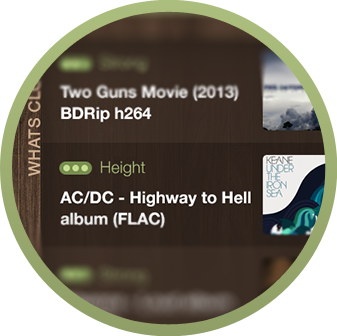 WHATS CL
Strong
Two Guns Movie (2013)
BDRip h264
Height
AC/DC - Highway to Hell
album (FLAC)
KEANE
UNDER
THE
IRON
SEA
Strong